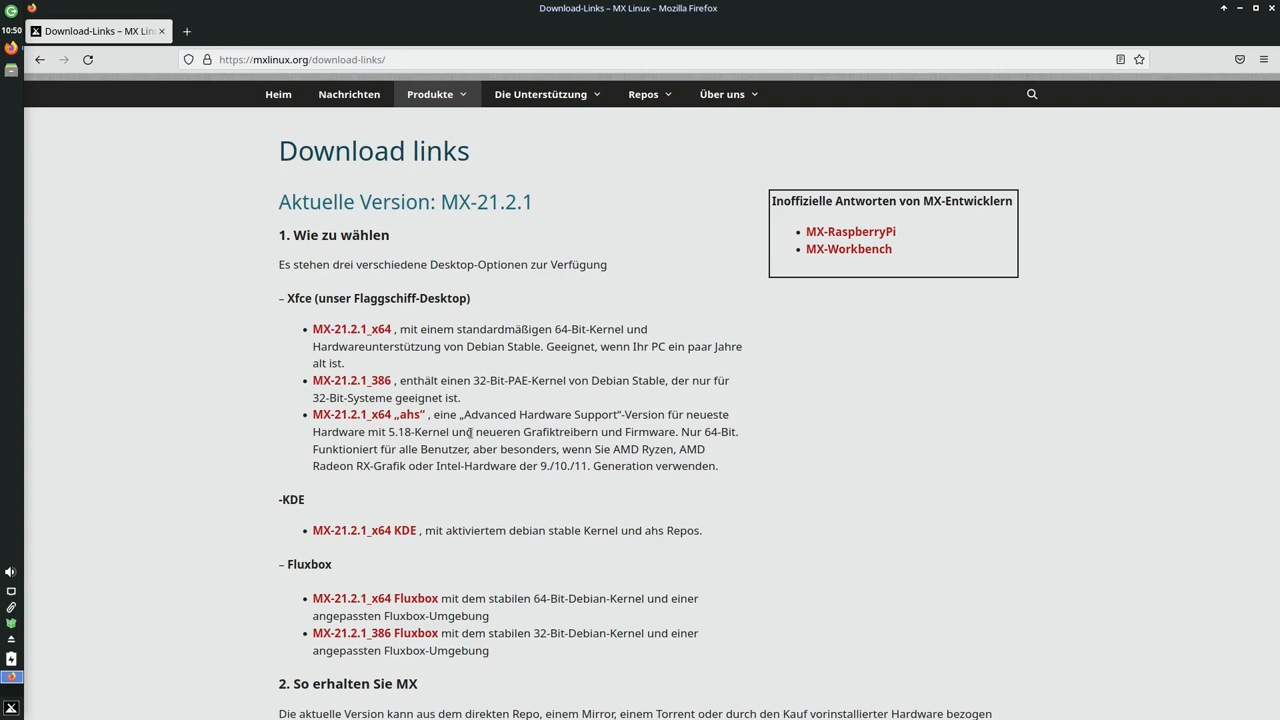 Download-Links – MX Linux – Mozilla Firefox
10:50
Download-Links – MX Lin
https://mxlinux.org/download-links/
Heim Nachrichten Produkte Die Unterstützung Repos Über uns
Download links
Aktuelle Version: MX-21.2.1
1. Wie zu wählen
Es stehen drei verschiedene Desktop-Optionen zur Verfügung
– Xfce (unser Flaggschiff-Desktop)
• MX-21.2.1_x64 , mit einem standardmäßigen 64-Bit-Kernel und
Hardwareunterstützung von Debian Stable. Geeignet, wenn Ihr PC ein paar Jahre
alt ist.
• MX-21.2.1_386 , enthält einen 32-Bit-PAE-Kernel von Debian Stable, der nur für
32-Bit-Systeme geeignet ist.
• MX-21.2.1_x64 „ahs“ , eine „Advanced Hardware Support“-Version für neueste
Hardware mit 5.18-Kernel und neueren Grafiktreibern und Firmware. Nur 64-Bit.
Funktioniert für alle Benutzer, aber besonders, wenn Sie AMD Ryzen, AMD
Radeon RX-Grafik oder Intel-Hardware der 9./10./11. Generation verwenden.
-KDE
• MX-21.2.1_x64 KDE , mit aktiviertem debian stable Kernel und ahs Repos.
– Fluxbox
• MX-21.2.1_x64 Fluxbox mit dem stabilen 64-Bit-Debian-Kernel und einer
angepassten Fluxbox-Umgebung
• MX-21.2.1_386 Fluxbox mit dem stabilen 32-Bit-Debian-Kernel und einer
angepassten Fluxbox-Umgebung
2. So erhalten Sie MX
Die aktuelle Version kann aus dem direkten Repo, einem Mirror, einem Torrent oder durch den Kauf vorinstallierter Hardware bezogen
Inoffizielle Antworten von MX-Entwicklern
• MX-RaspberryPi
• MX-Workbench